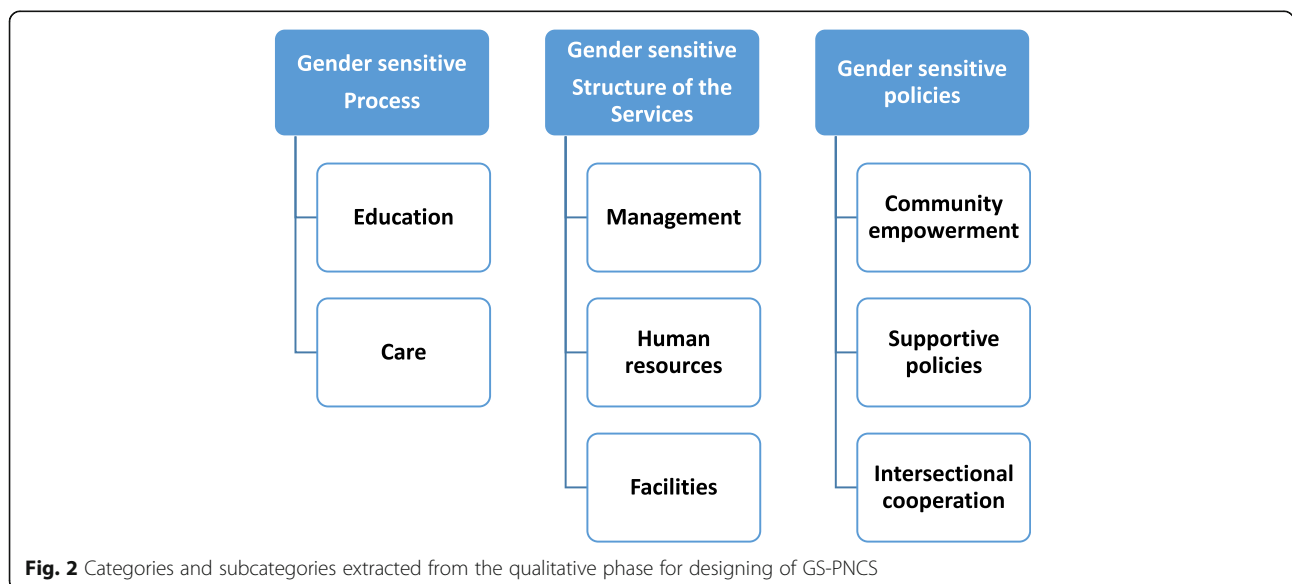 Gender sensitive
Process
Education
Care
Gender sensitive
Structure of the
Services
Management
Human
resources
Facilities
Gender sensitive
policies
Community
empowerment
Supportive
policies
Intersectional
cooperation
Fig. 2 Categories and subcategories extracted from the qualitative phase for designing of GS-PNCS